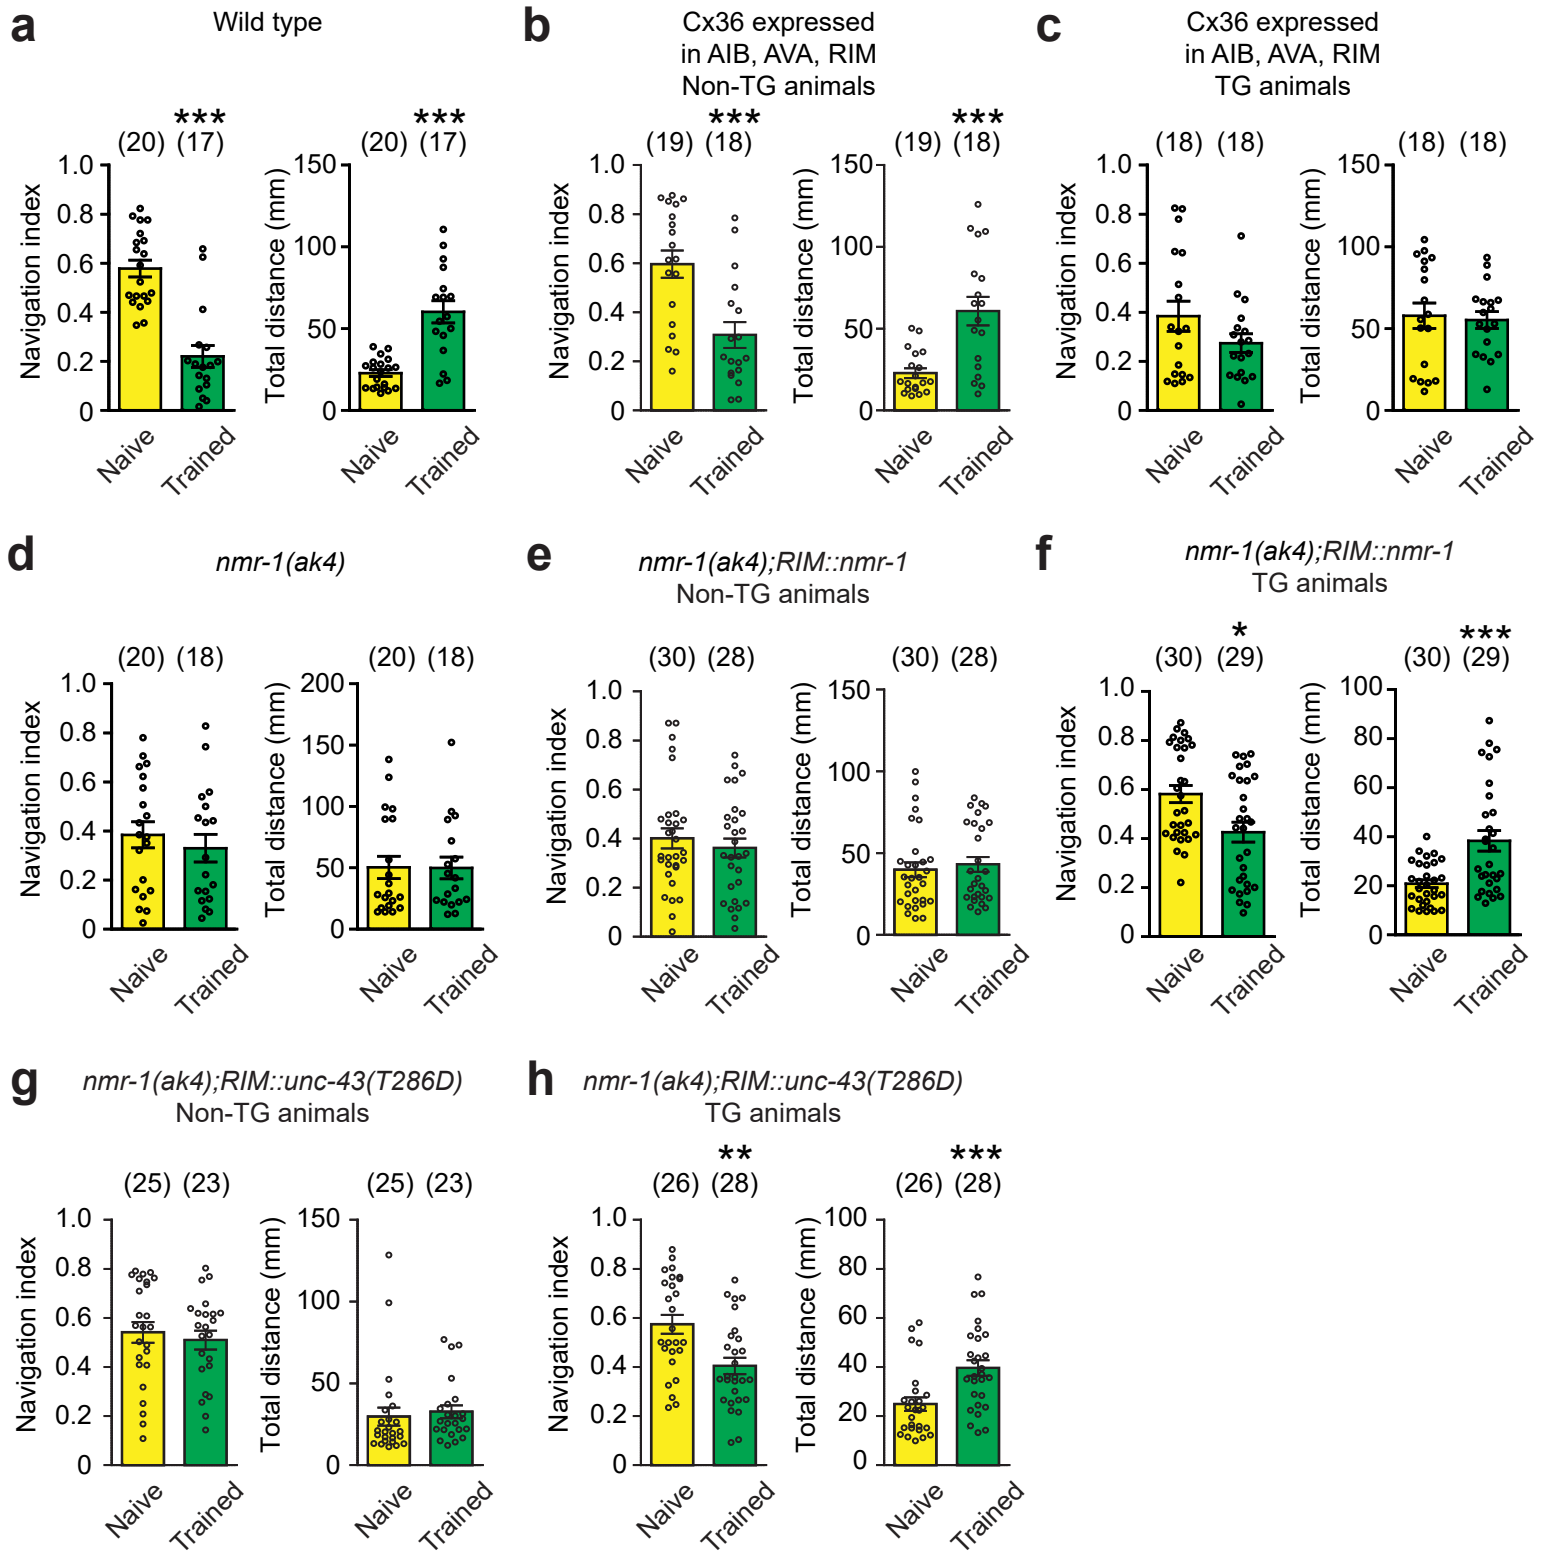 a
Wild type
***
(20) (17)
Navigation index
1.0
0.8
0.6
0.4
0.2
0
Naive
Trained
***
(20) (17)
Total distance (mm)
150
100
50
0
Naive
Trained
b
Cx36 expressed
in AIB, AVA, RIM
Non-TG animals
***
(19) (18)
Navigation index
1.0
0.8
0.6
0.4
0.2
0
Naive
Trained
***
(19) (18)
Total distance (mm)
150
100
50
0
Naive
Trained
c
Cx36 expressed
in AIB, AVA, RIM
TG animals
(18) (18)
Navigation index
1.0
0.8
0.6
0.4
0.2
0
Naive
Trained
(18) (18)
Total distance (mm)
150
100
50
0
Naive
Trained
d
nmr-1(ak4)
(20) (18)
Navigation index
1.0
0.8
0.6
0.4
0.2
0
Naive
Trained
(20) (18)
Total distance (mm)
200
150
100
50
0
Naive
Trained
e
nmr-1(ak4);RIM::nmr-1
Non-TG animals
(30) (28)
Navigation index
1.0
0.8
0.6
0.4
0.2
0
Naive
Trained
(30) (28)
Total distance (mm)
150
100
50
0
Naive
Trained
f
nmr-1(ak4);RIM::nmr-1
TG animals
*
(30) (29)
Navigation index
1.0
0.8
0.6
0.4
0.2
0
Naive
Trained
***
(30) (29)
Total distance (mm)
100
80
60
40
20
0
Naive
Trained
g
nmr-1(ak4);RIM::unc-43(T286D)
Non-TG animals
(25) (23)
Navigation index
1.0
0.8
0.6
0.4
0.2
0
Naive
Trained
(25) (23)
Total distance (mm)
150
100
50
0
Naive
Trained
h
nmr-1(ak4);RIM::unc-43(T286D)
TG animals
**
(26) (28)
Navigation index
1.0
0.8
0.6
0.4
0.2
0
Naive
Trained
***
(26) (28)
Total distance (mm)
100
80
60
40
20
0
Naive
Trained